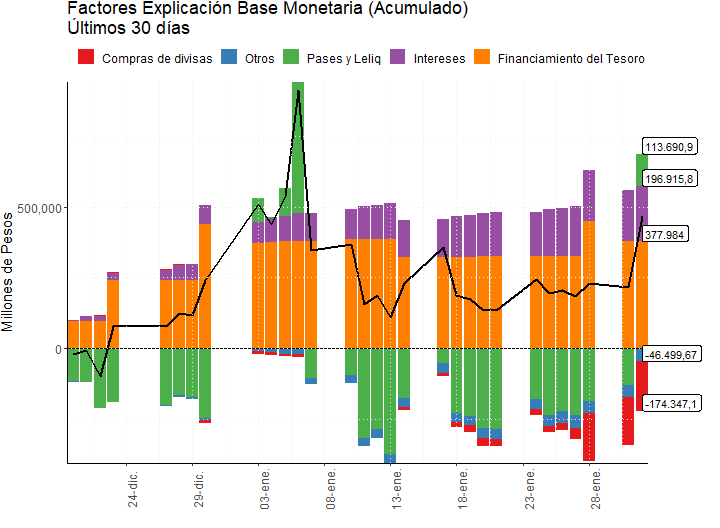 Factores Explicación Base Monetaria (Acumulado)
Últimos 30 días
Compras de divisas Otros Pases y Leliq Intereses Financiamiento del Tesoro
Millones de Pesos
500,000
0
113.690,9
196.915,8
377.984
-46.499,67
-174.347,1
24-dic.
29-dic.
03-ene.
08-ene.
13-ene.
18-ene.
23-ene.
28-ene.